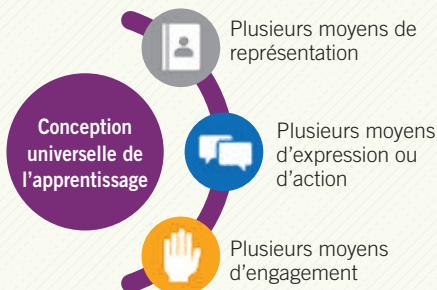 Plusieurs moyens de
représentation
Conception
universelle de
l'apprentissage
Plusieurs moyens
d'expression ou
d'action
Plusieurs moyens
d'engagement